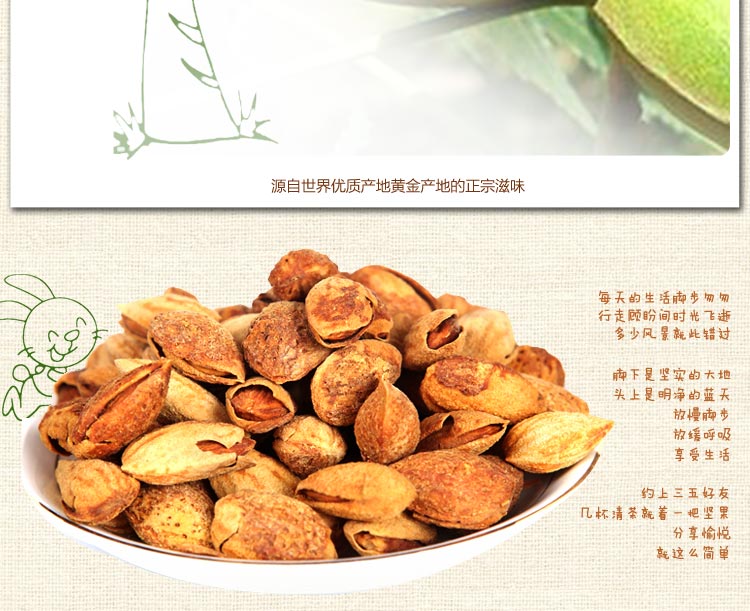 源自世界优质产地黄金产地的正宗滋味
每天的生活脚步匆匆
行走顾盼间时光飞逝
多少风景就此错过
脚下是坚实的大地
头上是明净的蓝天
放慢脚步
放缓呼吸
享受生活
约上三五好友
几杯清茶就着一把坚果
分享愉悦
就这么简单